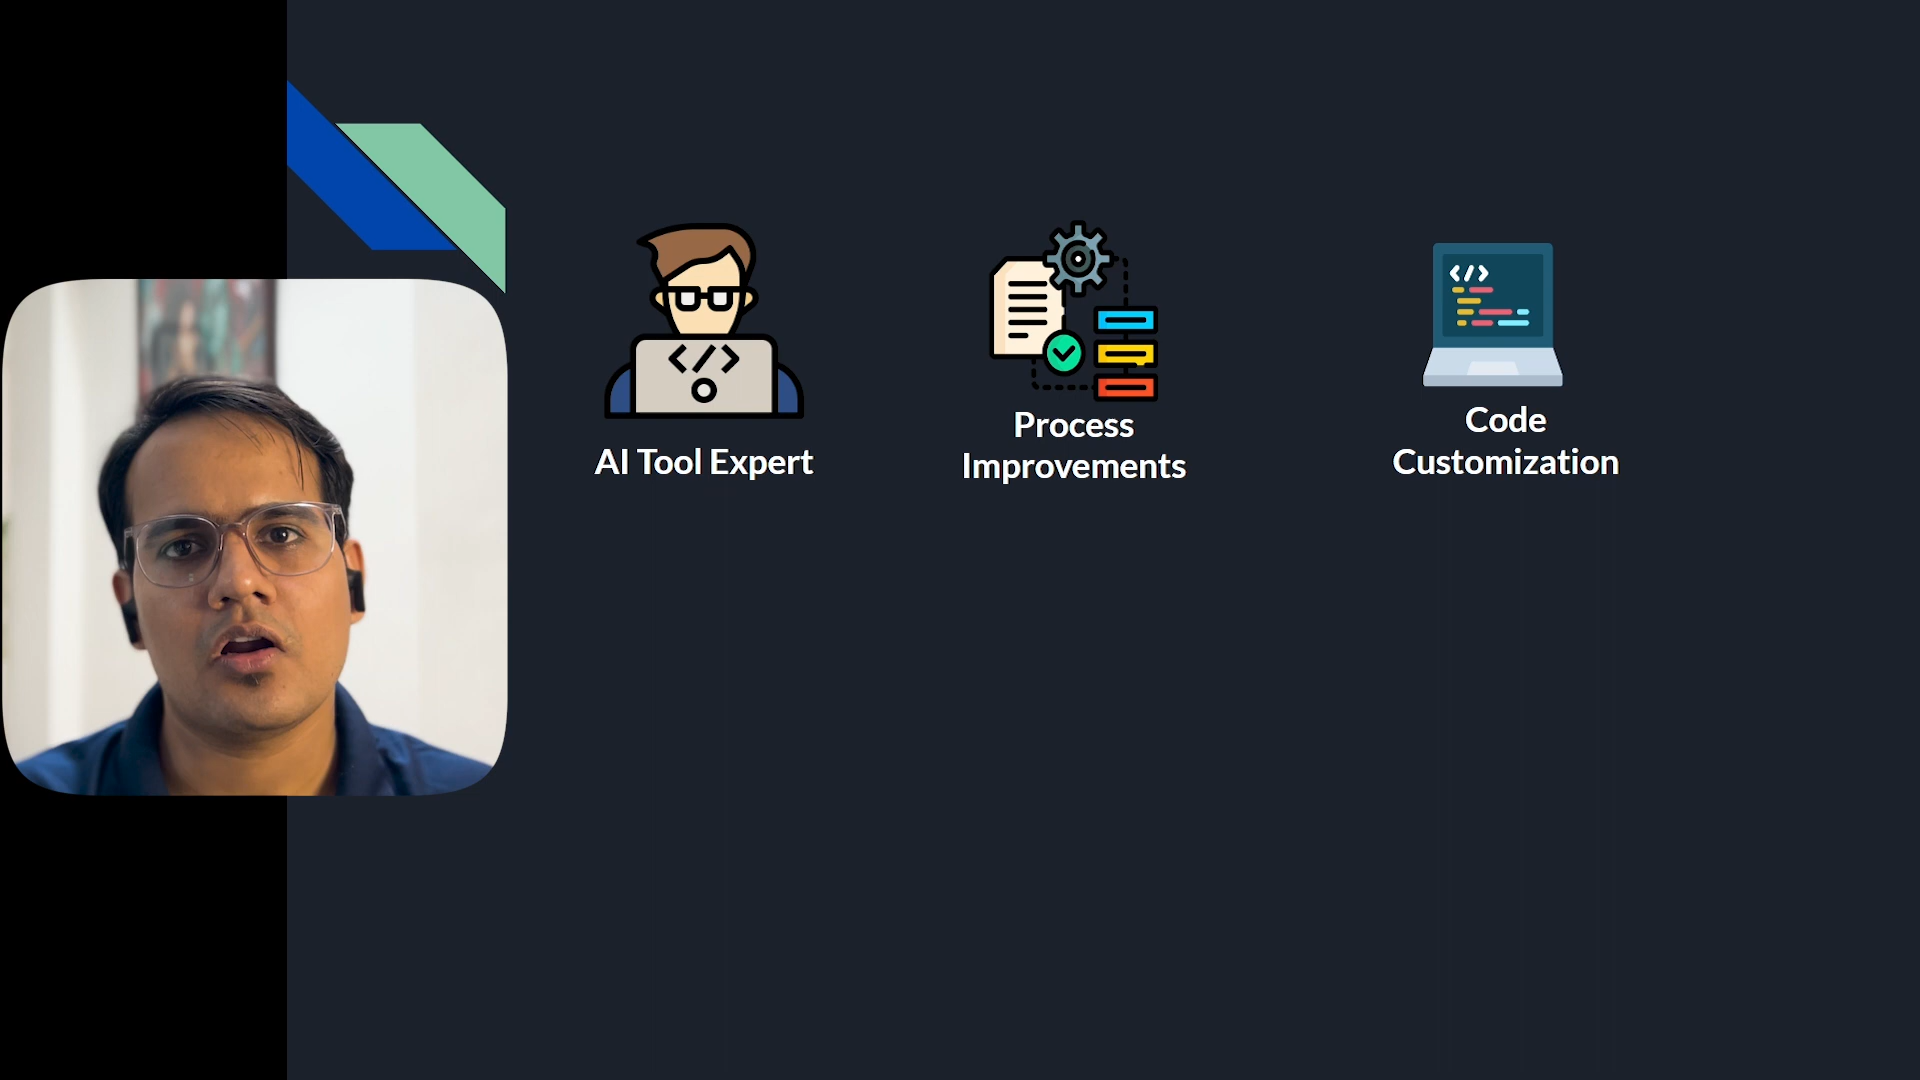 </>
</>
AI Tool Expert
Process
Improvements
Code
Customization